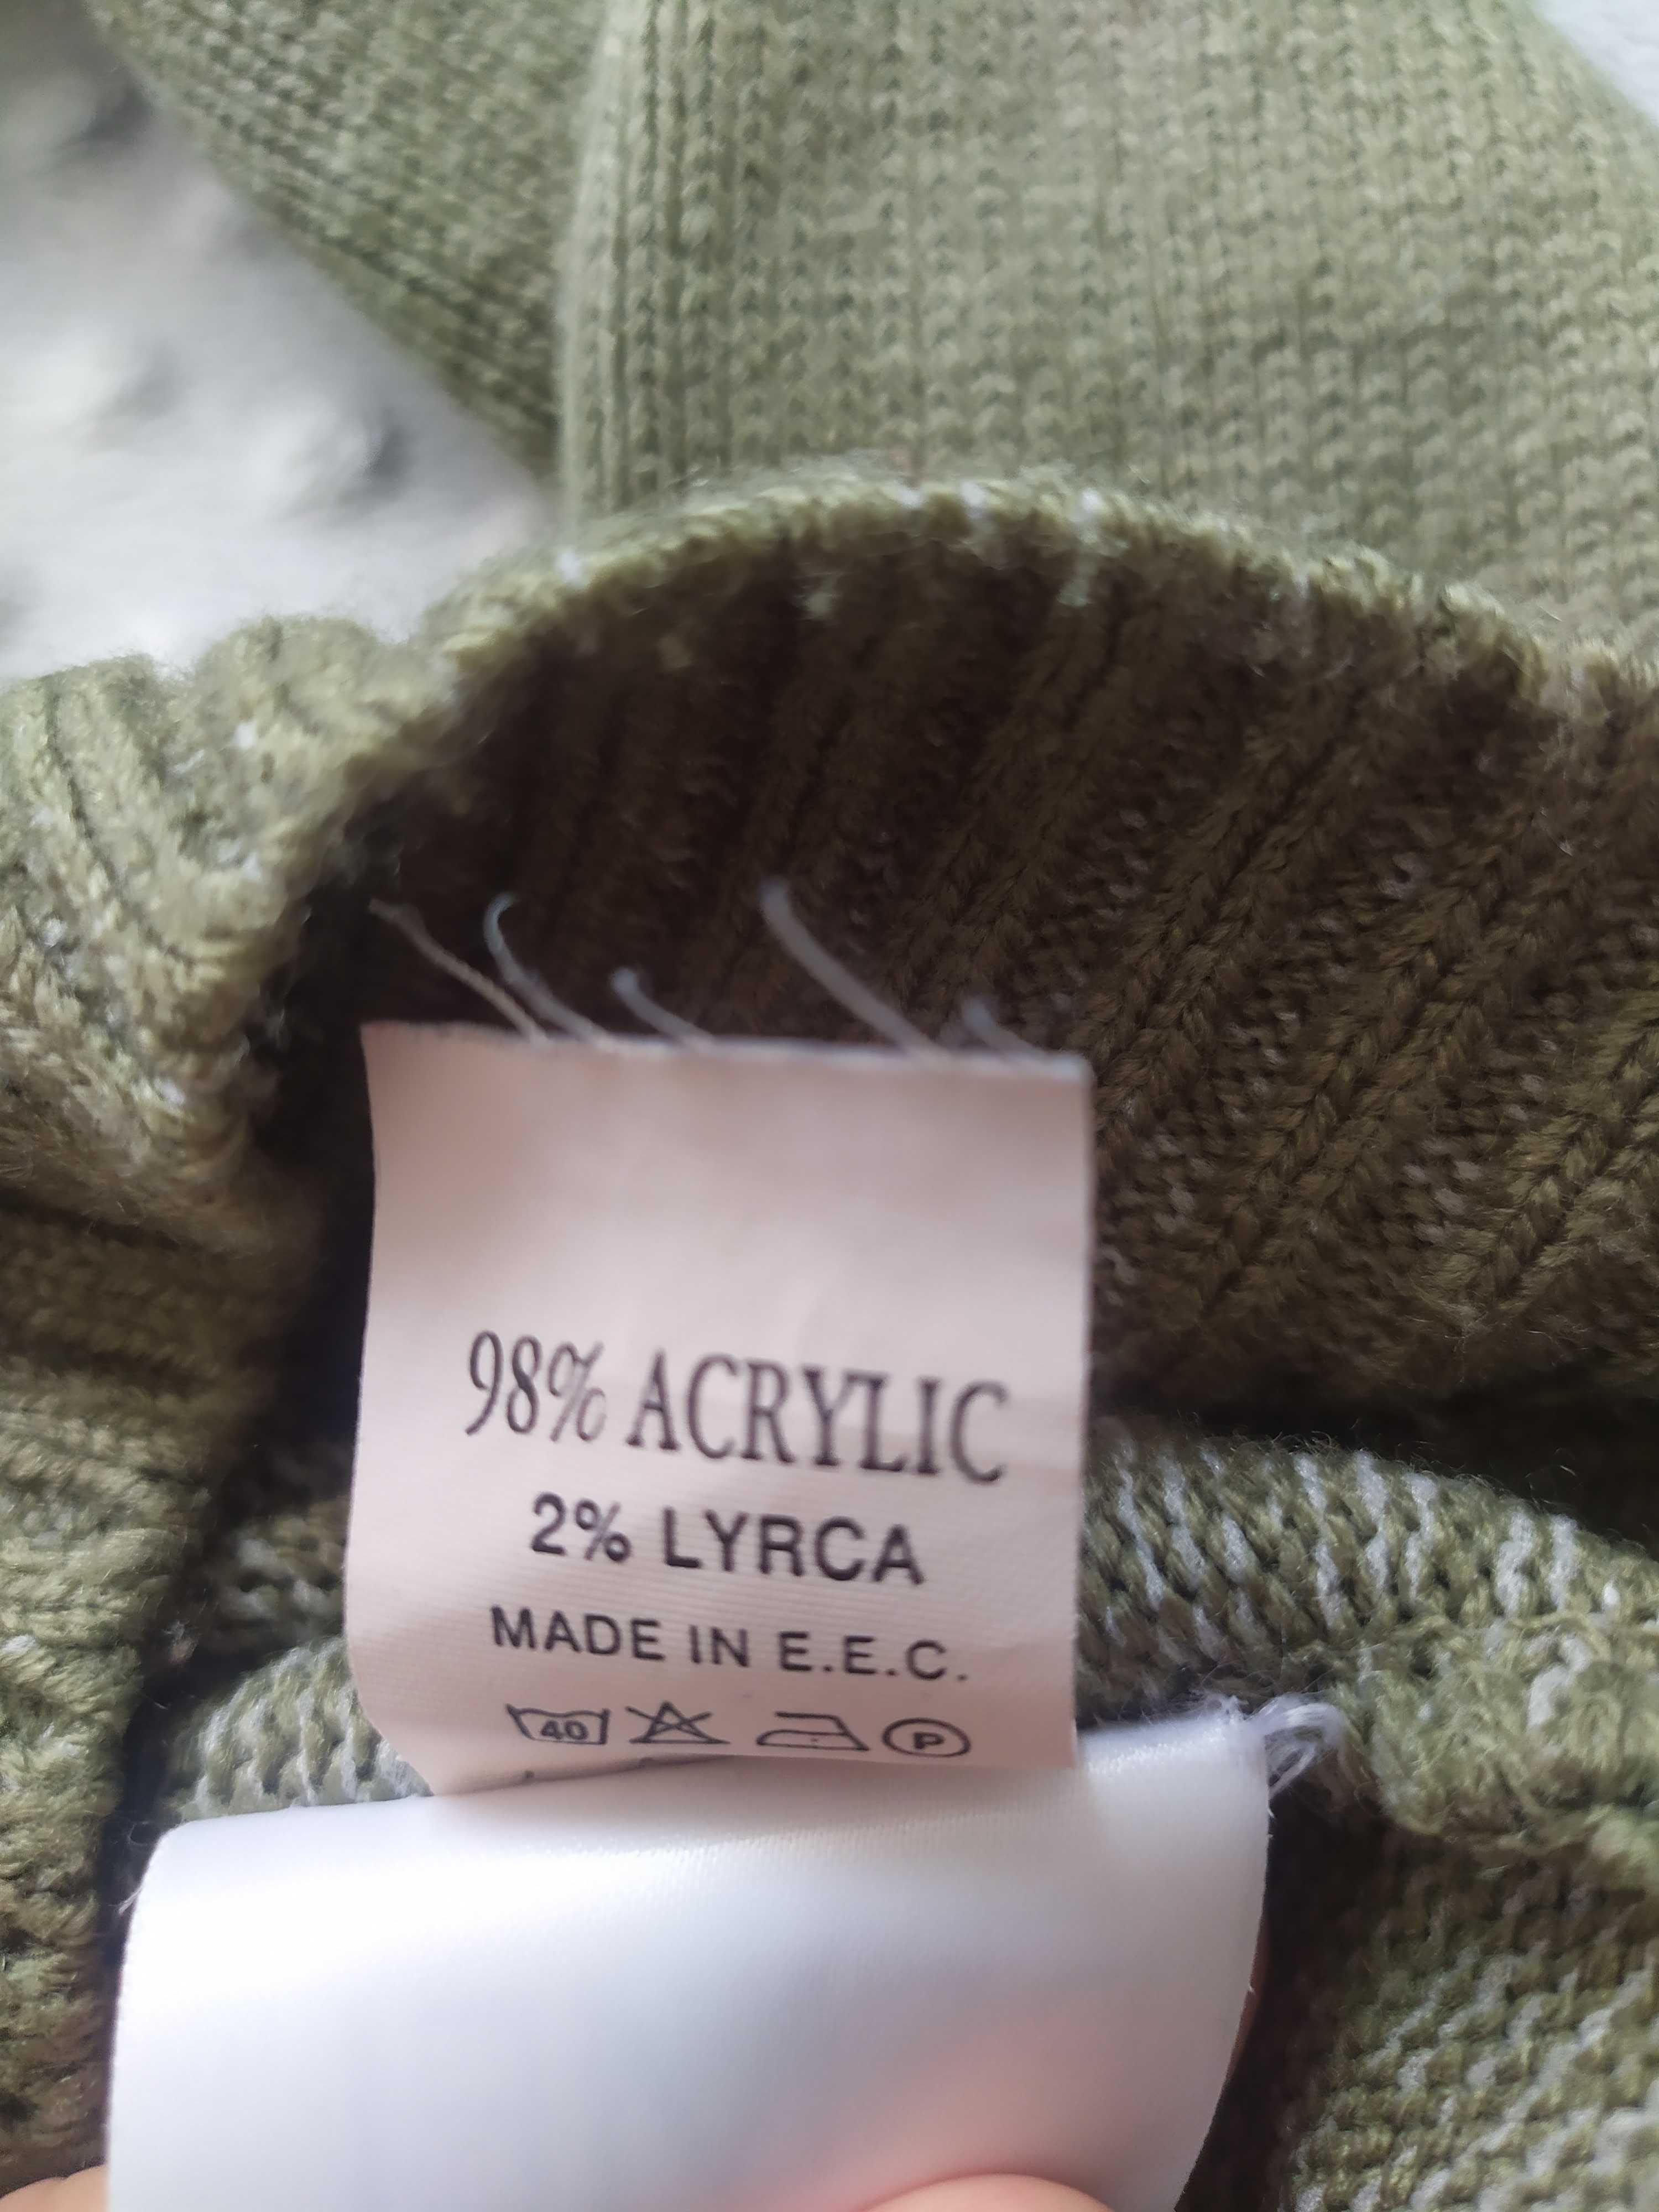 98% ACRYLIC
2% LYRCA
MADE IN E.E.C.
40 P